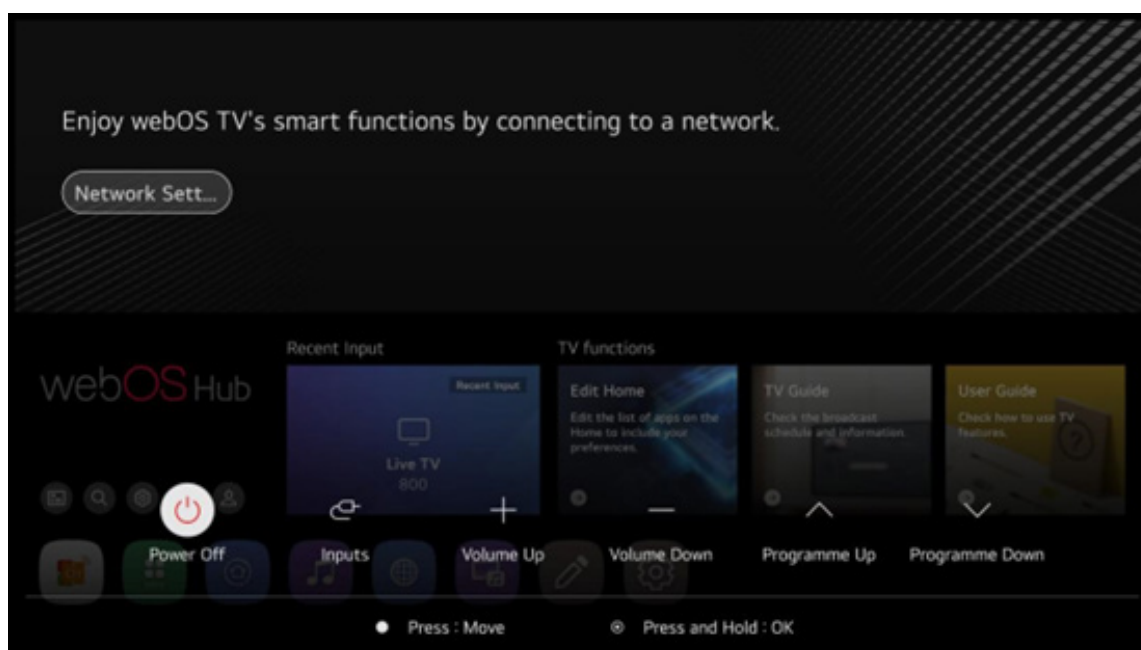 Enjoy webOS TV's smart functions by connecting to a network.
Network Sett...
Recent Input
TV functions
webOS Hub
Recent Input
Live TV
800
Edit Home
Edit the list of apps on the
Home to include your
preferences.
TV Guide
Check the broadcast
schedule and information.
User Guide
Check how to use TV
features.
Power Off
Inputs
Volume Up
Volume Down
Programme Up
Programme Down
Press : Move
Press and Hold : OK